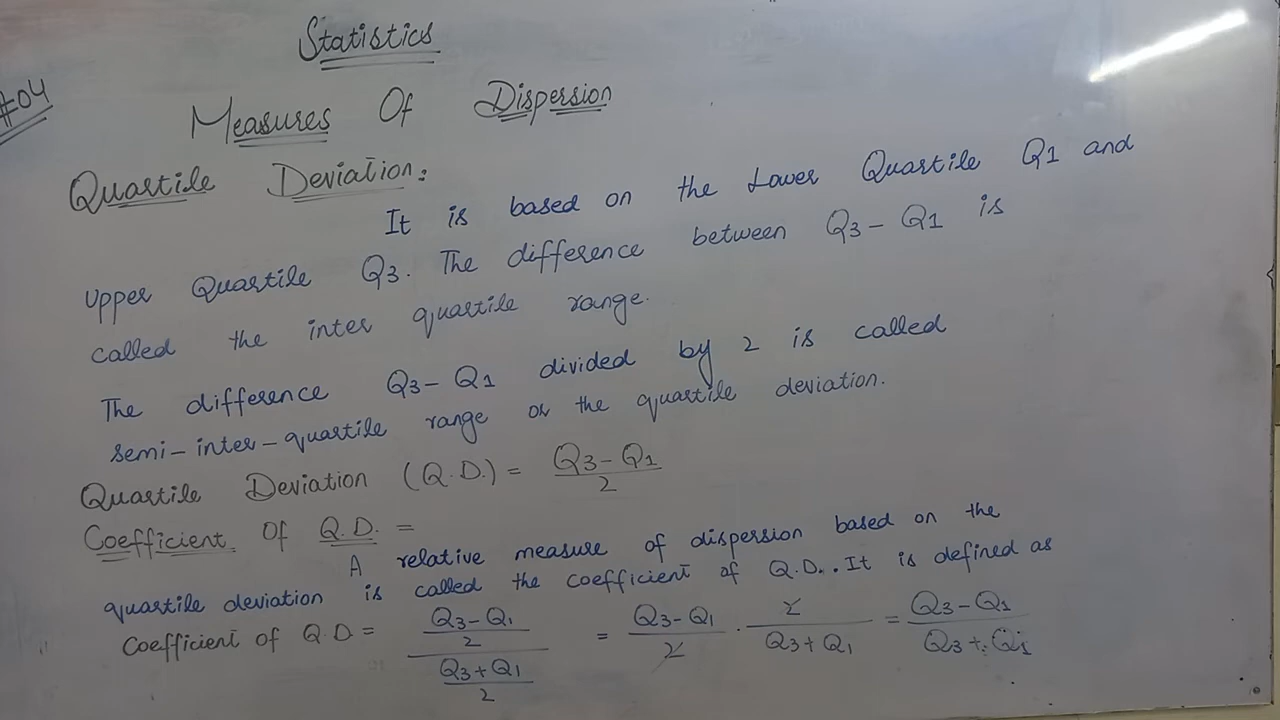 Statistics
#04
Measures Of Dispersion
Quartile Deviation:
It is based on the Lower Quartile Q1 and
Upper Quartile Q3. The difference between Q3 - Q1 is
called the inter quartile range.
The difference Q3 - Q1 divided by 2 is called
semi-inter-quartile range or the quartile deviation.
Quartile Deviation (Q.D.) = (Q3 - Q1)/2
Coefficient Of Q.D. =
A relative measure of dispersion based on the
quartile deviation is called the coefficient of Q.D.. It is defined as
Coefficient of Q.D = ((Q3 - Q1)/2)/((Q3 + Q1)/2) = (Q3 - Q1)/2 . 2/(Q3 + Q1) = (Q3 - Q1)/(Q3 + Q1)